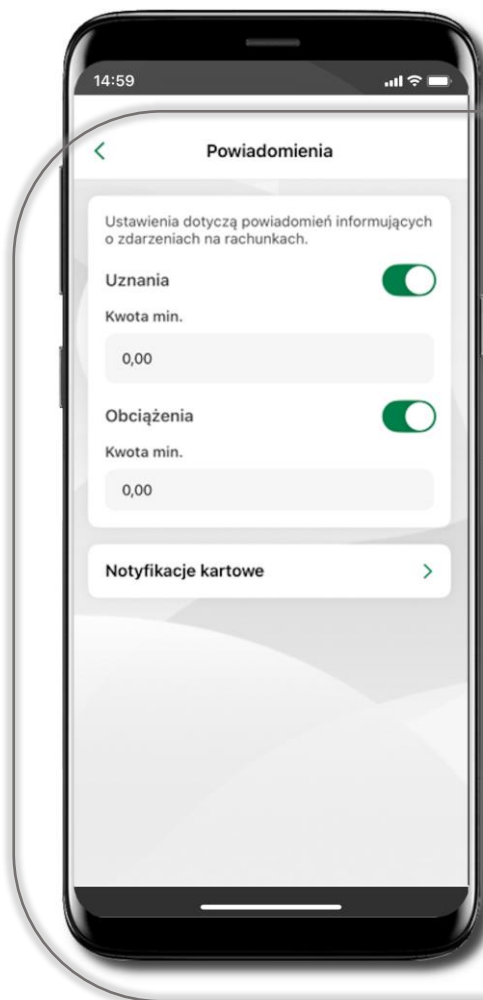 14:59
Powiadomienia
Ustawienia dotyczą powiadomień informujących
o zdarzeniach na rachunkach.
Uznania
Kwota min.
0,00
Obciążenia
Kwota min.
0,00
Notyfikacje kartowe